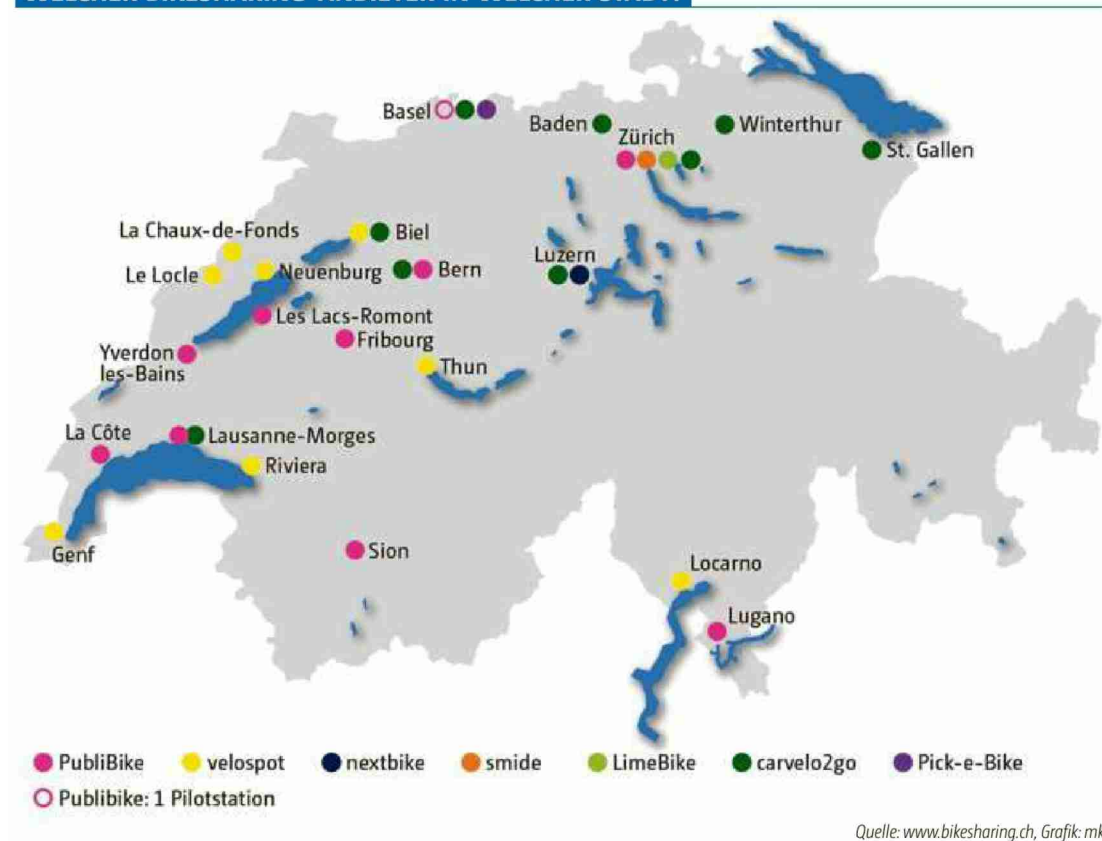 Basel
Baden
Winterthur
Zürich
St. Gallen
La Chaux-de-Fonds
Biel
Le Locle
Neuenburg
Bern
Luzern
Les Lacs-Romont
Fribourg
Yverdon
les-Bains
Thun
La Côte
Lausanne-Morges
Riviera
Genf
Sion
Locarno
Lugano
PubliBike
velospot
nextbike
smide
LimeBike
carvelo2go
Pick-e-Bike
Publibike: 1 Pilotstation
Quelle: www.bikesharing.ch, Grafik: mk